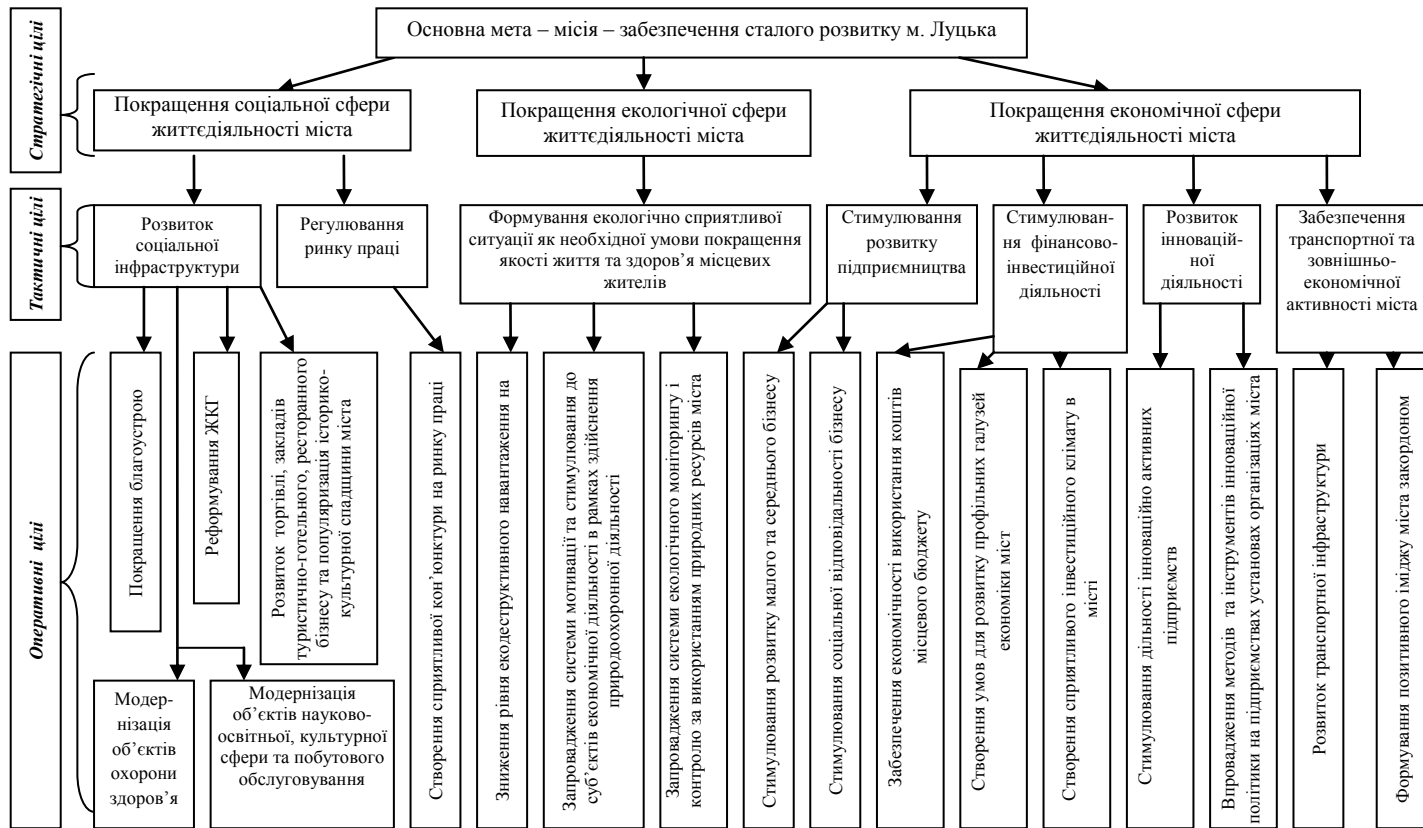 Стратегічні цілі
Основна мета – місія – забезпечення сталого розвитку м. Луцька
Покращення соціальної сфери
життєдіяльності міста
Покращення екологічної сфери
життєдіяльності міста
Покращення економічної сфери
життєдіяльності міста
Тактичні цілі
Розвиток
соціальної
інфраструктури
Регулювання
ринку праці
Формування екологічно сприятливої
ситуації як необхідної умови покращення
якості життя та здоров’я місцевих
жителів
Стимулювання
розвитку
підприємництва
Стимулюван-
ня фінансово-
інвестиційної
діяльності
Розвиток
інновацій-
ної
діяльності
Забезпечення
транспортної та
зовнішньо-
економічної
активності міста
Оперативні цілі
Покращення благоустрою
Реформування ЖКГ
Розвиток торгівлі, закладів
туристично-готельного, ресторанного
бізнесу та популяризація історико-
культурної спадщини міста
Модер-
нізація
об’єктів
охорони
здоров’я
Модернізація
об’єктів науково-
освітньої, культурної
сфери та побутового
обслуговування
Створення сприятливої кон’юнктури на ринку праці
Зниження рівня екодеструктивного навантаження на
Запровадження системи мотивації та стимулювання до
суб’єктів економічної діяльності в рамках здійснення
природоохоронної діяльності
Запровадження системи екологічного моніторингу і
контролю за використанням природних ресурсів міста
Стимулювання розвитку малого та середнього бізнесу
Стимулювання соціальної відповідальності бізнесу
Забезпечення економічності використання коштів
місцевого бюджету
Створення умов для розвитку профільних галузей
економіки міст
Створення сприятливого інвестиційного клімату в
місті
Стимулювання дільності інноваційно активних
підприємств
Впровадження методів та інструментів інноваційної
політики на підприємствах установах організаціях міста
Розвиток транспортної інфраструктури
Формування позитивного іміджу міста закордоном